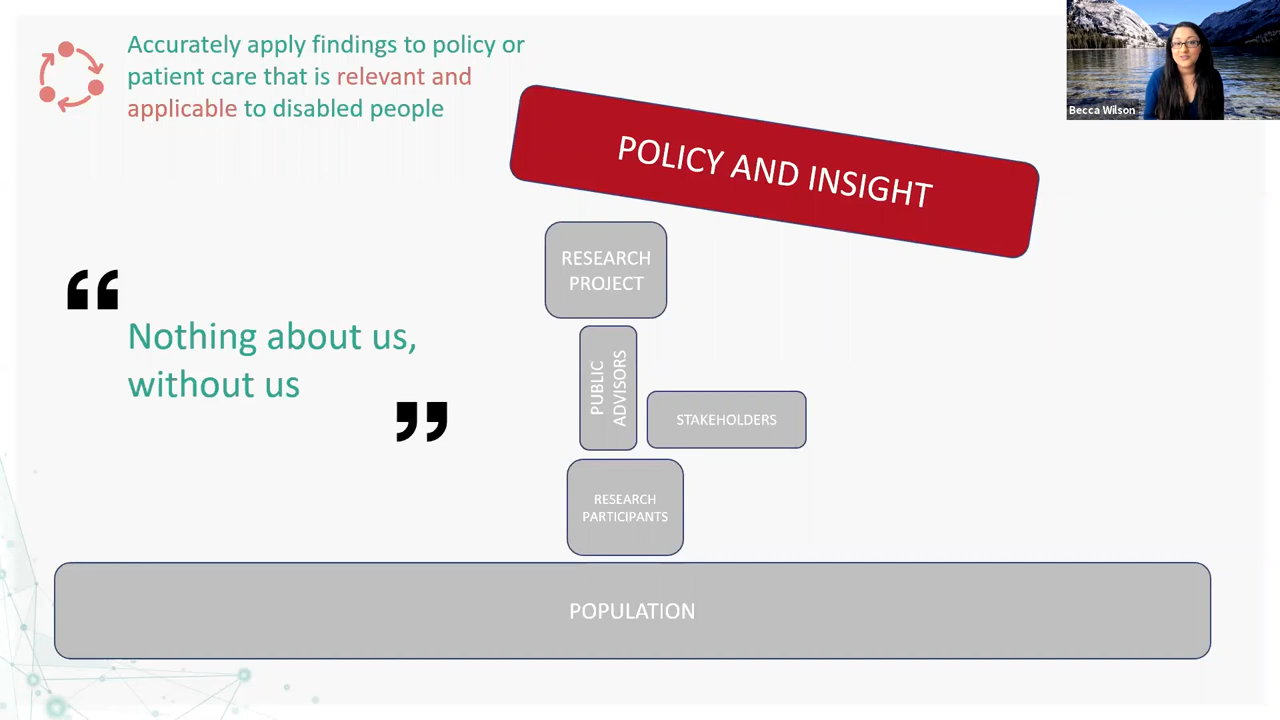 Accurately apply findings to policy or
patient care that is relevant and
applicable to disabled people
Becca Wilson
POLICY AND INSIGHT
RESEARCH
PROJECT
“
Nothing about us,
without us
”
PUBLIC
ADVISORS
STAKEHOLDERS
RESEARCH
PARTICIPANTS
POPULATION